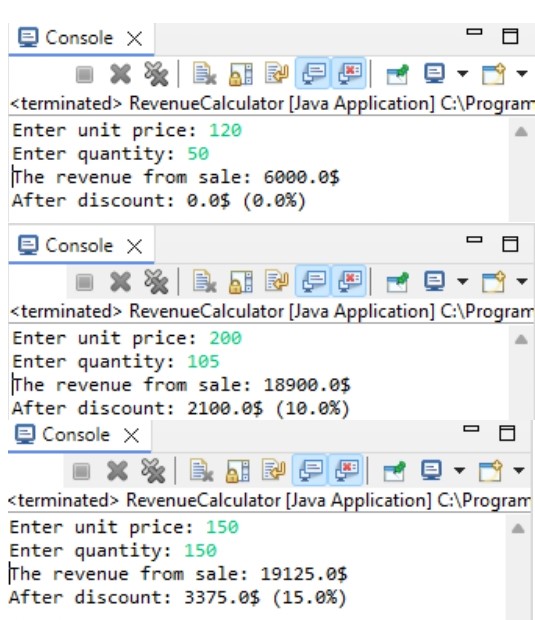 Console
<terminated> RevenueCalculator [Java Application] C:\Program
Enter unit price: 120
Enter quantity: 50
The revenue from sale: 6000.0$
After discount: 0.0$ (0.0%)
Console
<terminated> RevenueCalculator [Java Application] C:\Program
Enter unit price: 200
Enter quantity: 105
The revenue from sale: 18900.0$
After discount: 2100.0$ (10.0%)
Console
<terminated> RevenueCalculator [Java Application] C:\Program
Enter unit price: 150
Enter quantity: 150
The revenue from sale: 19125.0$
After discount: 3375.0$ (15.0%)